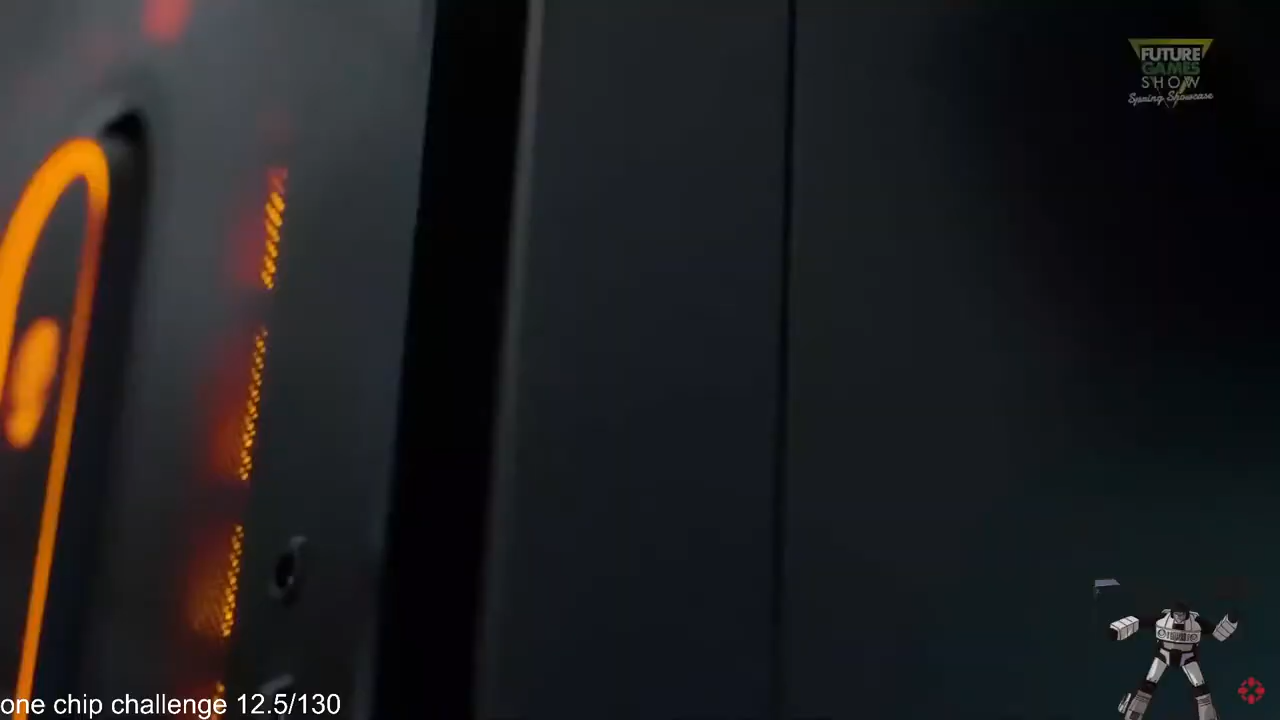 FUTURE
GAMES
SHOW
Spring Showcase
one chip challenge 12.5/130